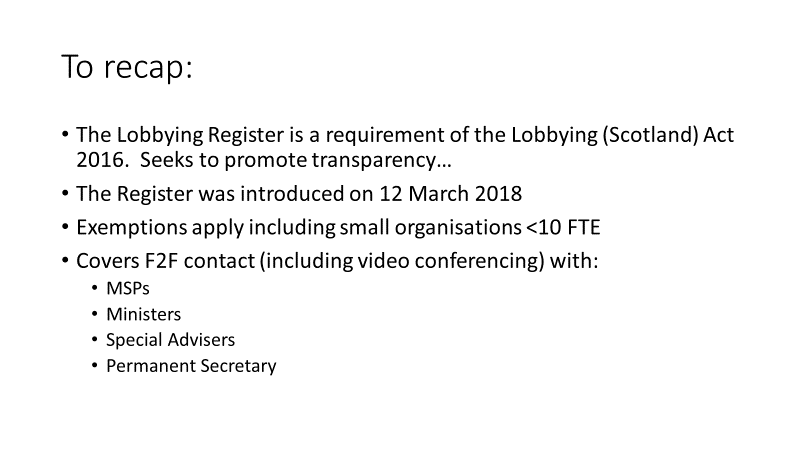 To recap:
• The Lobbying Register is a requirement of the Lobbying (Scotland) Act
2016.  Seeks to promote transparency…
• The Register was introduced on 12 March 2018
• Exemptions apply including small organisations <10 FTE
• Covers F2F contact (including video conferencing) with:
• MSPs
• Ministers
• Special Advisers
• Permanent Secretary